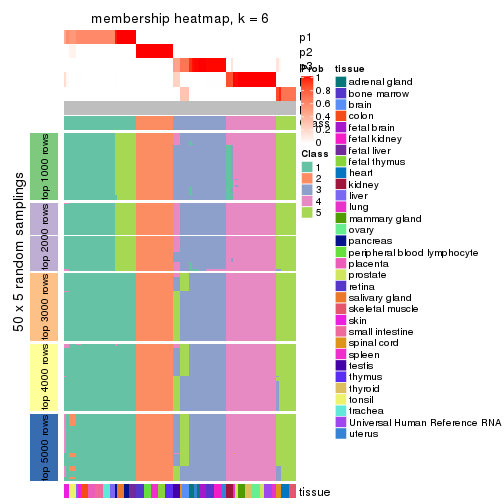 membership heatmap, k = 6
p1
p2
p3
Prob
1
0.8
0.6
0.4
0.2
0
Class
1
2
3
4
5
tissue
adrenal gland
bone marrow
brain
colon
fetal brain
fetal kidney
fetal liver
fetal thymus
heart
kidney
liver
lung
mammary gland
ovary
pancreas
peripheral blood lymphocyte
placenta
prostate
retina
salivary gland
skeletal muscle
skin
small intestine
spinal cord
spleen
testis
thymus
thyroid
tonsil
trachea
Universal Human Reference RNA
uterus
50 x 5 random samplings
top 1000 rows
top 2000 rows
top 3000 rows
top 4000 rows
top 5000 rows
tissue